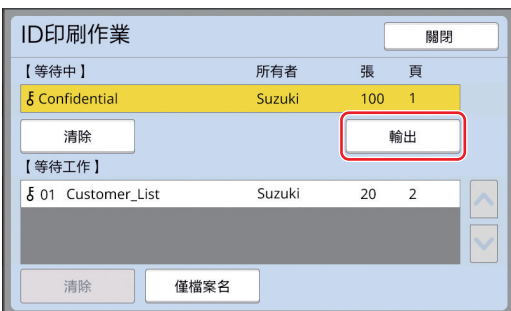 ID印刷作業 關閉
【等待中】 所有者 張 頁
Confidential Suzuki 100 1
清除 輸出
【等待工作】
01 Customer_List Suzuki 20 2
清除 僅檔案名